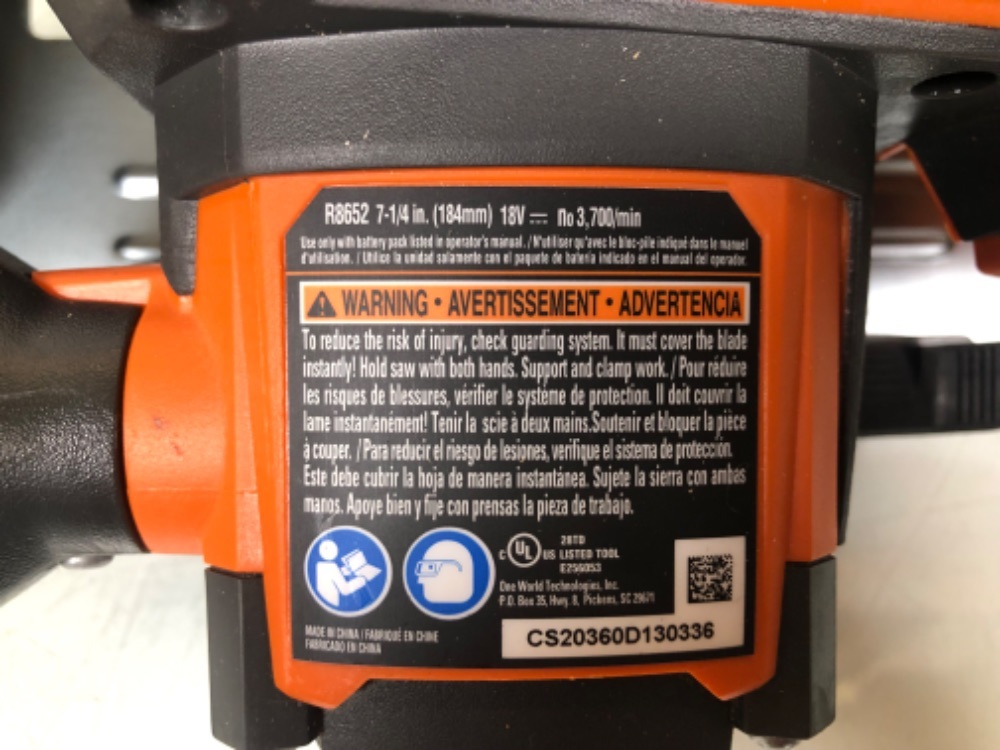 R8652 7-1/4 in. (184mm) 18V ⎓ no 3,700/min
Use only with battery pack listed in operator's manual. / N'utiliser qu'avec le bloc-pile indiqué dans le manuel
d'utilisation. / Utilice la unidad solamente con el paquete de batería indicado en el manual del operador.
WARNING • AVERTISSEMENT • ADVERTENCIA
To reduce the risk of injury, check guarding system. It must cover the blade
instantly! Hold saw with both hands. Support and clamp work. / Pour réduire
les risques de blessures, vérifier le système de protection. Il doit couvrir la
lame instantanément! Tenir la scie à deux mains.Soutenir et bloquer la pièce
à couper. / Para reducir el riesgo de lesiones, verifique el sistema de protección.
Este debe cubrir la hoja de manera instantánea. Sujete la sierra con ambas
manos. Apoye bien y fije con prensas la pieza de trabajo.
28TD
C UL US LISTED TOOL
E256053
One World Technologies, Inc.
P.O. Box 35, Hwy. 8, Pickens, SC 29671
CS20360D130336
MADE IN CHINA / FABRIQUÉ EN CHINE
FABRICADO EN CHINA